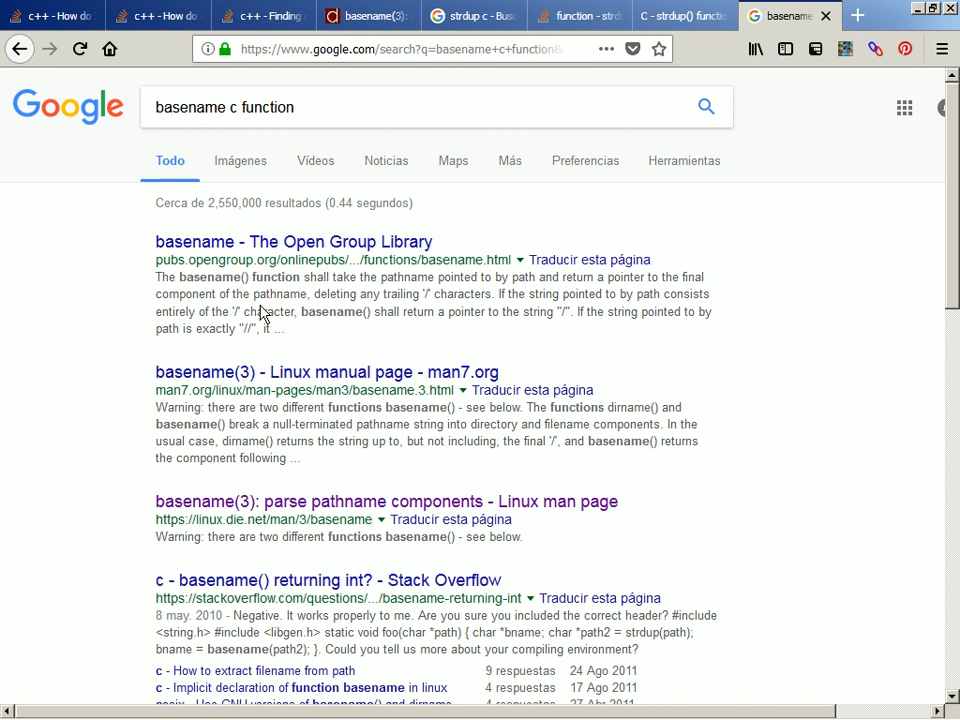 c++ - How do
c++ - How do
c++ - Finding
basename(3):
strdup c - Bus
function - strd
C - strdup() functio
basename
https://www.google.com/search?q=basename+c+function&
Google
basename c function
Todo Imágenes Vídeos Noticias Maps Más Preferencias Herramientas
Cerca de 2,550,000 resultados (0.44 segundos)
basename - The Open Group Library
pubs.opengroup.org/onlinepubs/.../functions/basename.html Traducir esta página
The basename() function shall take the pathname pointed to by path and return a pointer to the final
component of the pathname, deleting any trailing '/' characters. If the string pointed to by path consists
entirely of the '/' character, basename() shall return a pointer to the string "/". If the string pointed to by
path is exactly "//", it ...
basename(3) - Linux manual page - man7.org
man7.org/linux/man-pages/man3/basename.3.html Traducir esta página
Warning: there are two different functions basename() - see below. The functions dirname() and
basename() break a null-terminated pathname string into directory and filename components. In the
usual case, dirname() returns the string up to, but not including, the final '/', and basename() returns
the component following ...
basename(3): parse pathname components - Linux man page
https://linux.die.net/man/3/basename Traducir esta página
Warning: there are two different functions basename() - see below.
c - basename() returning int? - Stack Overflow
https://stackoverflow.com/questions/.../basename-returning-int Traducir esta página
8 may. 2010 - Negative. It works properly to me. Are you sure you included the correct header? #include
<string.h> #include <libgen.h> static void foo(char *path) { char *bname; char *path2 = strdup(path);
bname = basename(path2); }. Could you tell us more about your compiling environment?
c - How to extract filename from path 9 respuestas 24 Ago 2011
c - Implicit declaration of function basename in linux 4 respuestas 17 Ago 2011
posix - Use GNU versions of basename() and dirname 4 respuestas 27 Abr 2011